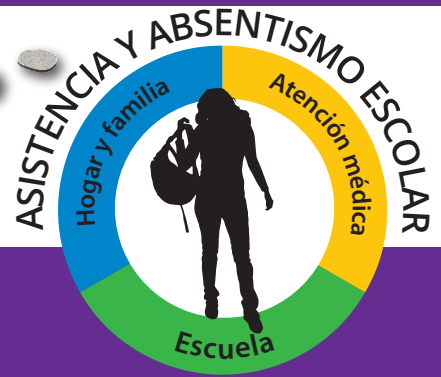 ASISTENCIA Y ABSENTISMO ESCOLAR
Hogar y familia
Atención médica
Escuela